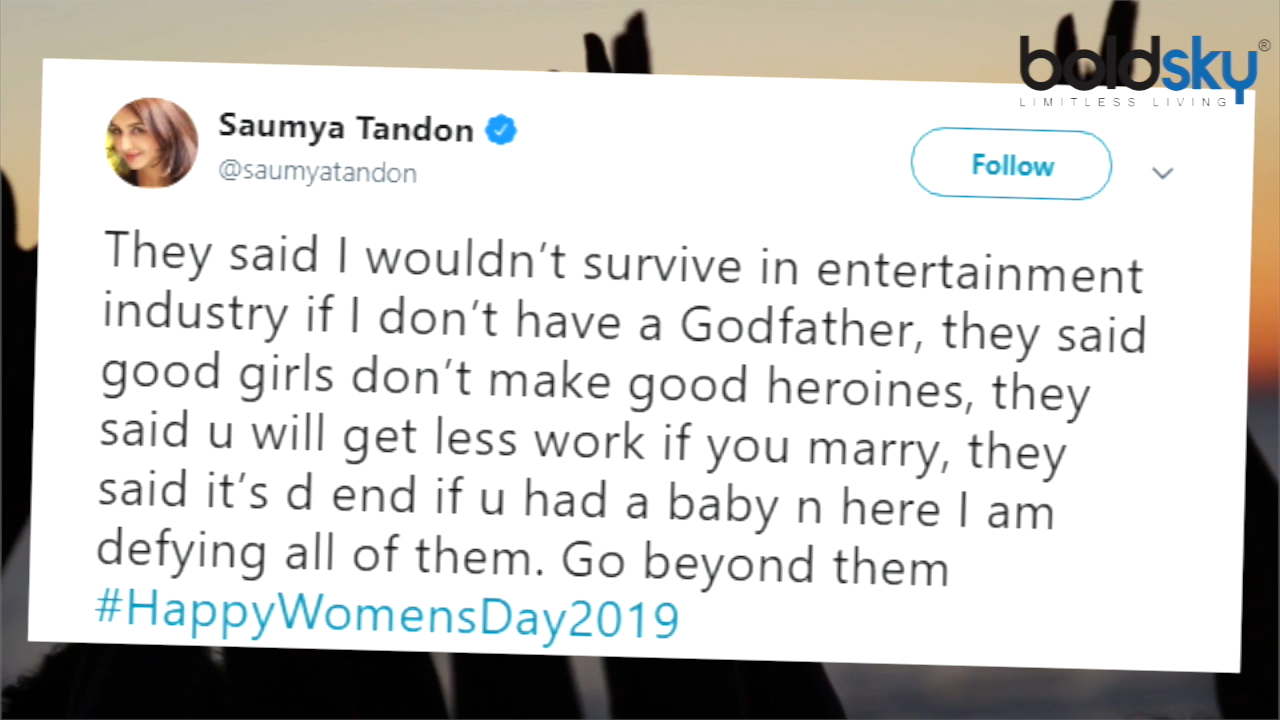 boldsky®
LIMITLESS LIVING
Saumya Tandon
@saumyatandon
Follow
They said I wouldn’t survive in entertainment
industry if I don’t have a Godfather, they said
good girls don’t make good heroines, they
said u will get less work if you marry, they
said it’s d end if u had a baby n here I am
defying all of them. Go beyond them
#HappyWomensDay2019